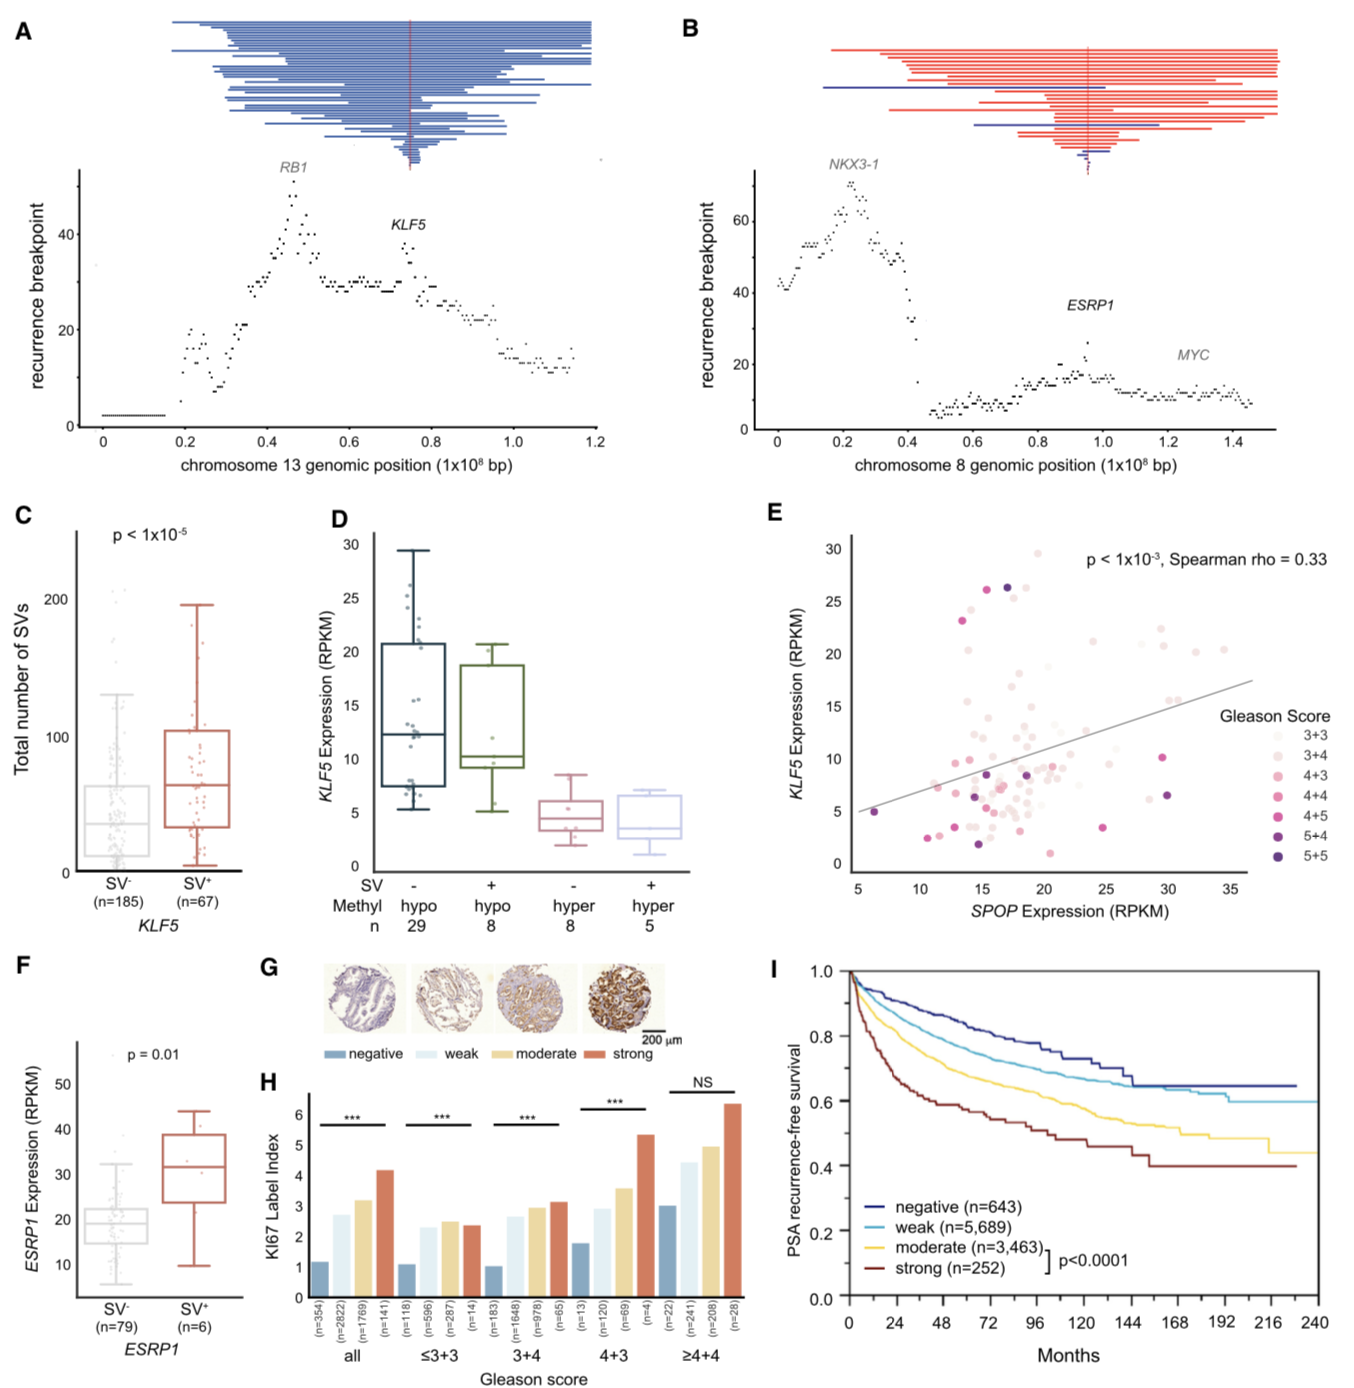 A
RB1
KLF5
recurrence breakpoint
40
20
0
0 0.2 0.4 0.6 0.8 1.0 1.2
chromosome 13 genomic position (1x10⁸ bp)
B
NKX3-1
ESRP1
MYC
recurrence breakpoint
60
40
20
0
0 0.2 0.4 0.6 0.8 1.0 1.2 1.4
chromosome 8 genomic position (1x10⁸ bp)
C
p < 1x10⁻⁵
Total number of SVs
200
100
0
SV⁻ SV⁺
(n=185) (n=67)
KLF5
D
KLF5 Expression (RPKM)
30
25
20
15
10
5
0
SV - + - +
Methyl hypo hypo hyper hyper
n 29 8 8 5
E
p < 1x10⁻³, Spearman rho = 0.33
KLF5 Expression (RPKM)
30
25
20
15
10
5
0
5 10 15 20 25 30 35
SPOP Expression (RPKM)
Gleason Score
3+3
3+4
4+3
4+4
4+5
5+4
5+5
F
p = 0.01
ESRP1 Expression (RPKM)
50
40
30
20
10
SV⁻ SV⁺
(n=79) (n=6)
ESRP1
G
200 µm
negative weak moderate strong
H
KI67 Label Index
6
5
4
3
2
1
0
*** *** *** *** NS
(n=354) (n=2822) (n=1769) (n=141) (n=118) (n=596) (n=287) (n=14) (n=183) (n=1648) (n=978) (n=65) (n=13) (n=120) (n=69) (n=4) (n=22) (n=241) (n=208) (n=28)
all ≤3+3 3+4 4+3 ≥4+4
Gleason score
I
PSA recurrence-free survival
1.0
0.8
0.6
0.4
0.2
0.0
negative (n=643)
weak (n=5,689)
moderate (n=3,463)
strong (n=252)
p<0.0001
0 24 48 72 96 120 144 168 192 216 240
Months